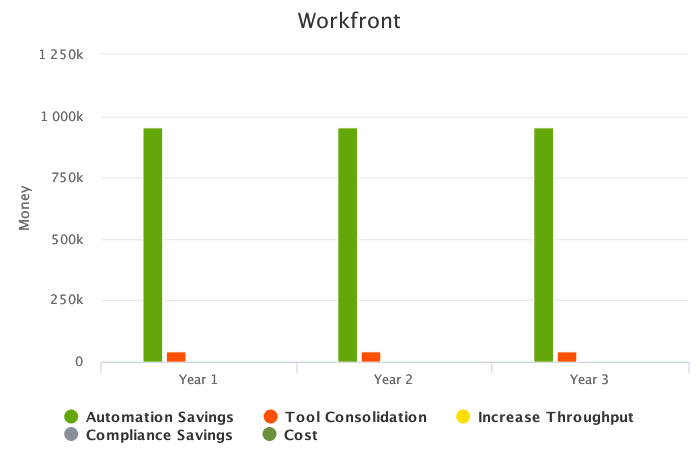 Workfront
1 250k
1 000k
750k
500k
250k
0
Money
Year 1
Year 2
Year 3
Automation Savings
Tool Consolidation
Increase Throughput
Compliance Savings
Cost